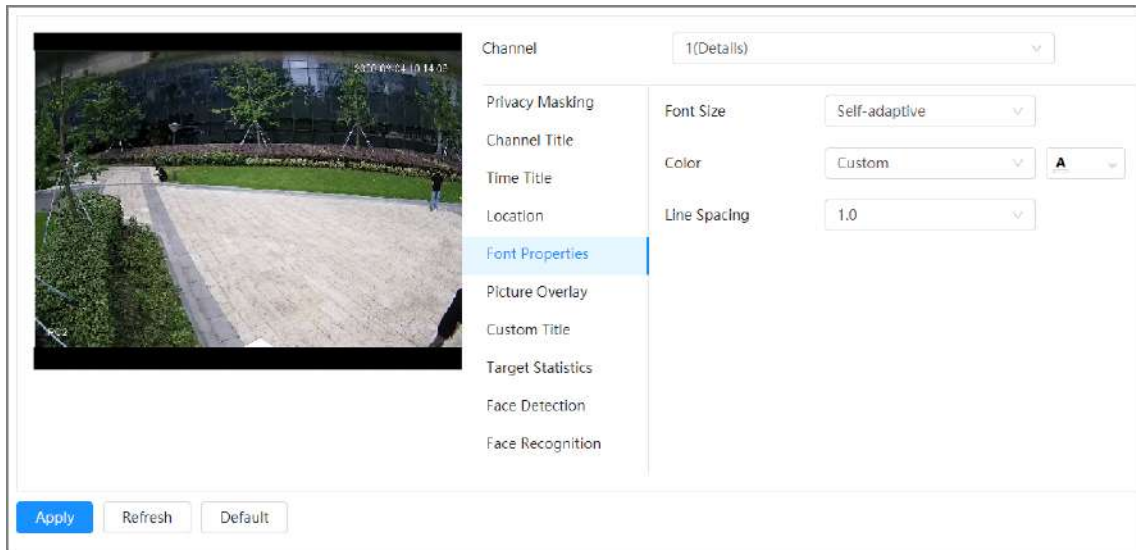 Channel
1(Details)
Privacy Masking
Channel Title
Time Title
Location
Font Properties
Picture Overlay
Custom Title
Target Statistics
Face Detection
Face Recognition
Font Size
Self-adaptive
Color
Custom
A
Line Spacing
1.0
Apply
Refresh
Default